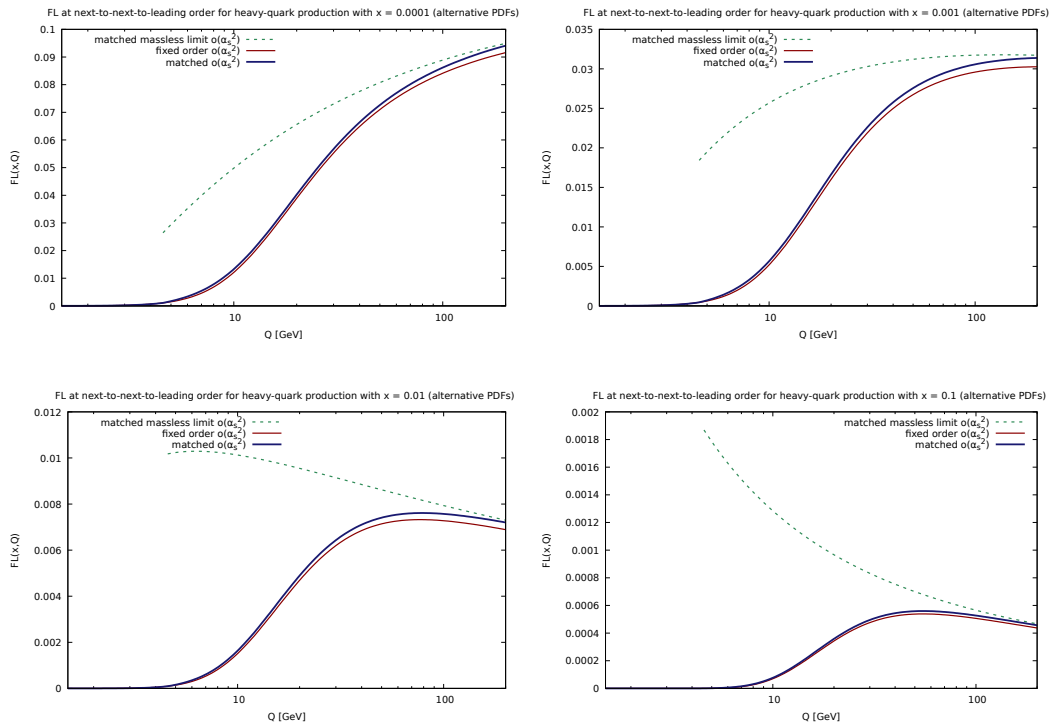 FL at next-to-next-to-leading order for heavy-quark production with x = 0.0001 (alternative PDFs)
0.1
0.09
0.08
0.07
0.06
0.05
0.04
0.03
0.02
0.01
0
FL(x,Q)
matched massless limit o(αs²)
fixed order o(αs²)
matched o(αs²)
10
100
Q [GeV]
FL at next-to-next-to-leading order for heavy-quark production with x = 0.001 (alternative PDFs)
0.035
0.03
0.025
0.02
0.015
0.01
0.005
0
FL(x,Q)
matched massless limit o(αs²)
fixed order o(αs²)
matched o(αs²)
10
100
Q [GeV]
FL at next-to-next-to-leading order for heavy-quark production with x = 0.01 (alternative PDFs)
0.012
0.01
0.008
0.006
0.004
0.002
0
FL(x,Q)
matched massless limit o(αs²)
fixed order o(αs²)
matched o(αs²)
10
100
Q [GeV]
FL at next-to-next-to-leading order for heavy-quark production with x = 0.1 (alternative PDFs)
0.002
0.0018
0.0016
0.0014
0.0012
0.001
0.0008
0.0006
0.0004
0.0002
0
FL(x,Q)
matched massless limit o(αs²)
fixed order o(αs²)
matched o(αs²)
10
100
Q [GeV]